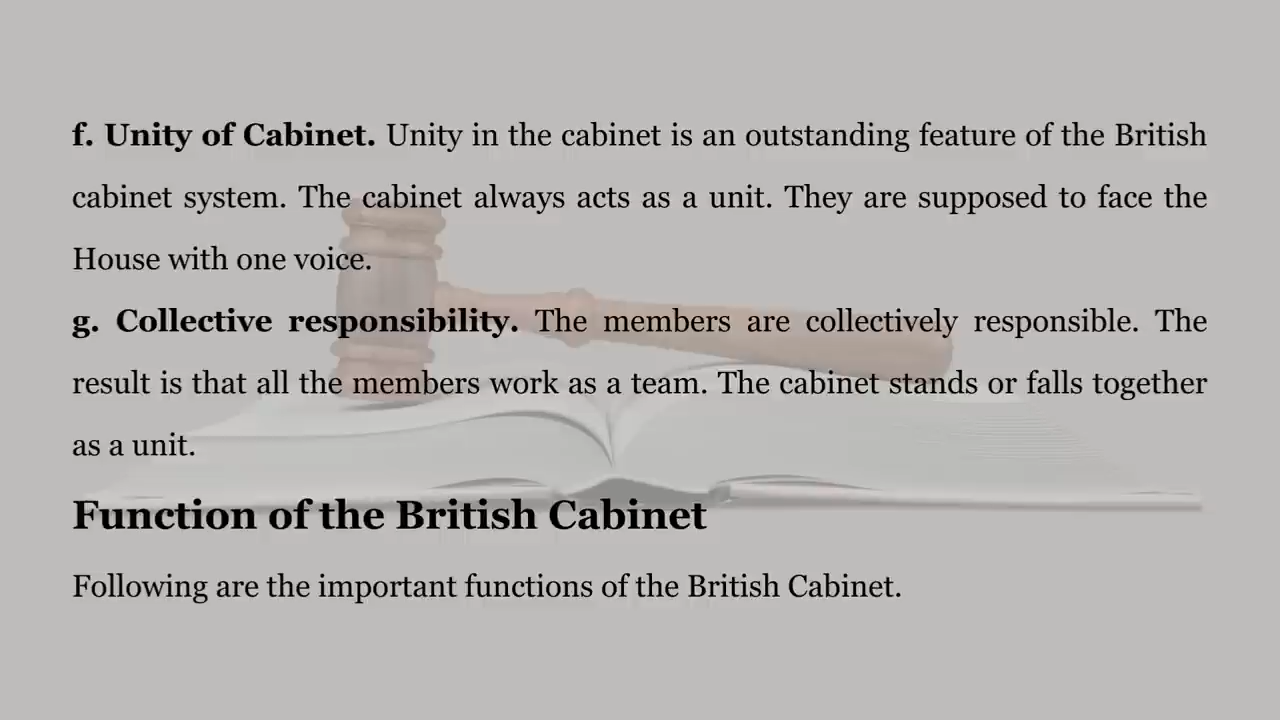 f. Unity of Cabinet. Unity in the cabinet is an outstanding feature of the British
cabinet system. The cabinet always acts as a unit. They are supposed to face the
House with one voice.
g. Collective responsibility. The members are collectively responsible. The
result is that all the members work as a team. The cabinet stands or falls together
as a unit.
Function of the British Cabinet
Following are the important functions of the British Cabinet.